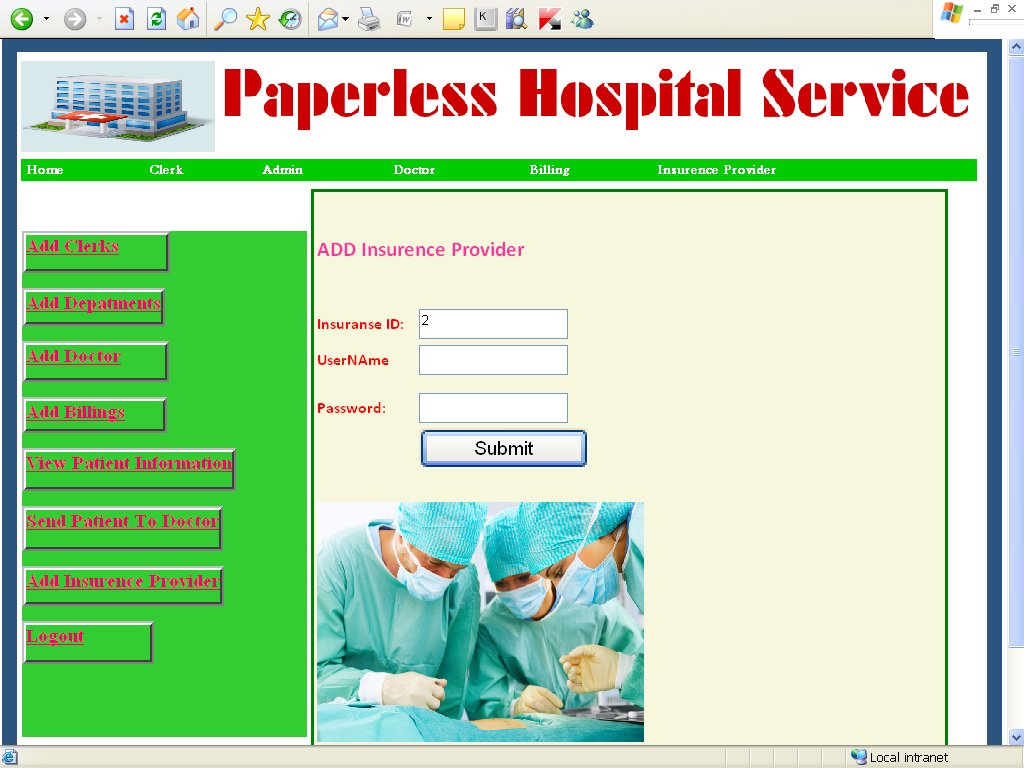 Paperless Hospital Service
Home Clerk Admin Doctor Billing Insurence Provider
Add Clerks
Add Depatments
Add Doctor
Add Billings
View Patient Information
Send Patient To Doctor
Add Insurence Provider
Logout
ADD Insurence Provider
Insuranse ID: 2
UserNAme
Password:
Submit
Local intranet